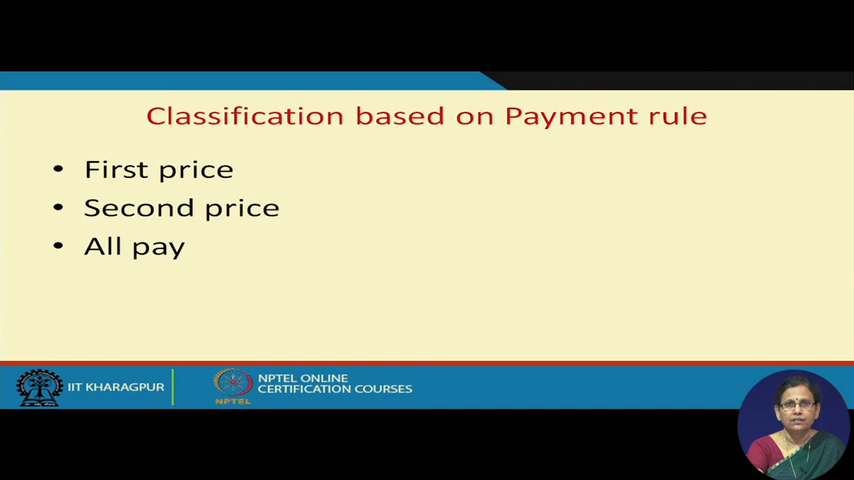 Classification based on Payment rule
• First price
• Second price
• All pay
IIT KHARAGPUR
NPTEL ONLINE
CERTIFICATION COURSES
NPTEL